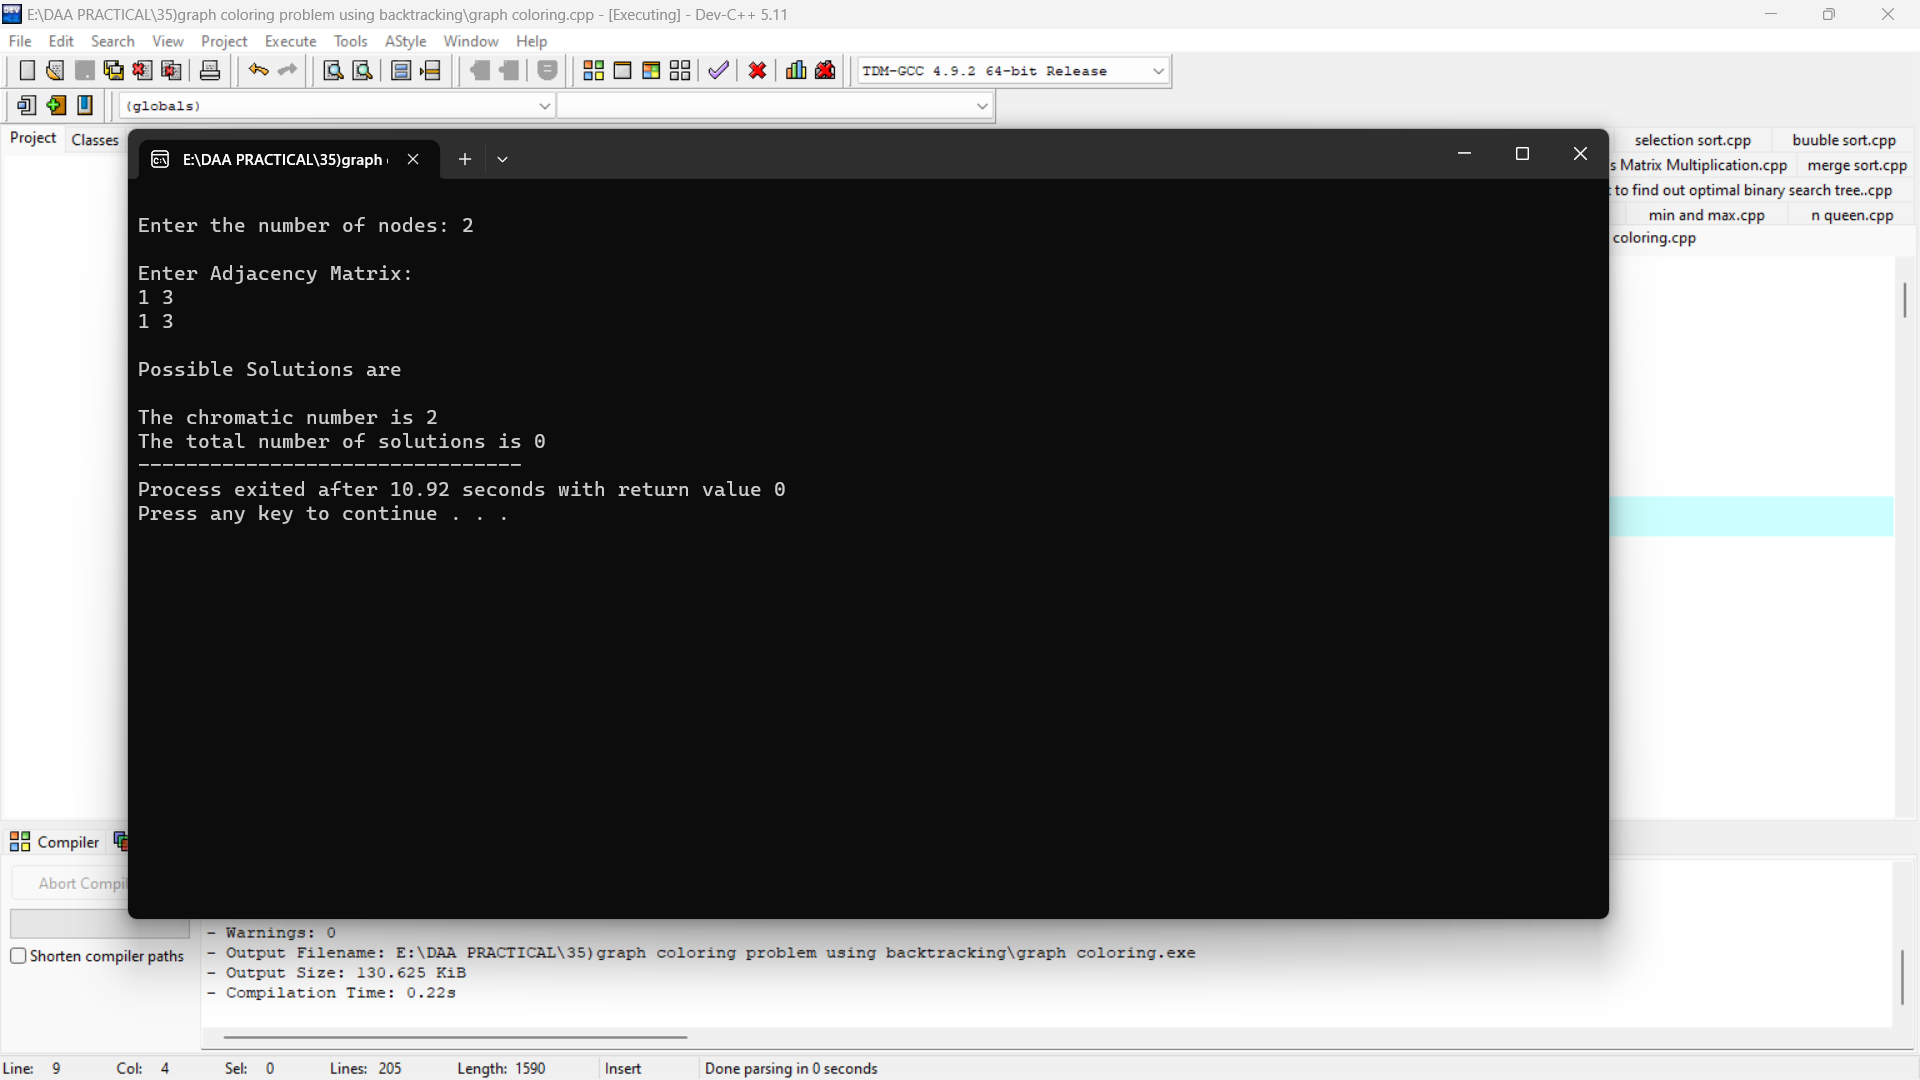 E:\DAA PRACTICAL\35)graph coloring problem using backtracking\graph coloring.cpp - [Executing] - Dev-C++ 5.11
File Edit Search View Project Execute Tools AStyle Window Help
TDM-GCC 4.9.2 64-bit Release
(globals)
Project Classes
selection sort.cpp buuble sort.cpp
s Matrix Multiplication.cpp merge sort.cpp
to find out optimal binary search tree..cpp
min and max.cpp n queen.cpp
coloring.cpp
E:\DAA PRACTICAL\35)graph
Enter the number of nodes: 2
Enter Adjacency Matrix:
1 3
1 3
Possible Solutions are
The chromatic number is 2
The total number of solutions is 0
--------------------------------
Process exited after 10.92 seconds with return value 0
Press any key to continue . . .
Compiler
Abort Compil
Shorten compiler paths
- Warnings: 0
- Output Filename: E:\DAA PRACTICAL\35)graph coloring problem using backtracking\graph coloring.exe
- Output Size: 130.625 KiB
- Compilation Time: 0.22s
Line: 9 Col: 4 Sel: 0 Lines: 205 Length: 1590 Insert Done parsing in 0 seconds